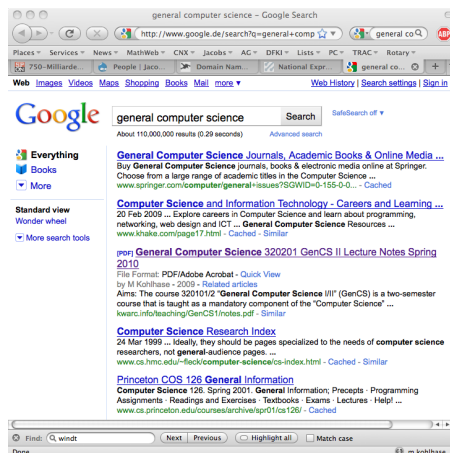 general computer science - Google Search
http://www.google.de/search?q=general+comp
general co
ABP
Places Services News MathWeb CNX Jacobs AG DFKI Lists PC TRAC Rotary
750-Milliarde... People | Jaco... Domain Nam... National Expr... general co...
Web Images Videos Maps Shopping Books Mail more Web History | Search settings | Sign in
Google
general computer science Search SafeSearch off
About 110,000,000 results (0.29 seconds) Advanced search
Everything
Books
More
Standard view
Wonder wheel
More search tools
General Computer Science Journals, Academic Books & Online Media ...
Buy General Computer Science journals, books & electronic media online at Springer.
Choose from a large range of academic titles in the Computer Science ...
www.springer.com/computer/general+issues?SGWID=0-155-0-0... - Cached
Computer Science and Information Technology - Careers and Learning ...
20 Feb 2009 ... Explore careers in Computer Science and learn about programming,
networking, web design and ICT ... General Computer Science Resources ...
www.khake.com/page17.html - Cached - Similar
[PDF] General Computer Science 320201 GenCS II Lecture Notes Spring
2010
File Format: PDF/Adobe Acrobat - Quick View
by M Kohlhase - 2009 - Related articles
Aims: The course 320101/2 "General Computer Science I/II" (GenCS) is a two-semester
course that is taught as a mandatory component of the "Computer Science" ...
kwarc.info/teaching/GenCS1/notes.pdf - Similar
Computer Science Research Index
24 Mar 1999 ... Ideally, they should be pages specialized to the needs of computer science
researchers, not general-audience pages. ...
www.cs.hmc.edu/~fleck/computer-science/cs-index.html - Cached - Similar
Princeton COS 126 General Information
Computer Science 126. Spring 2001. General Information; Precepts · Programming
Assignments · Readings and Exercises · Textbooks · Exams · Lectures · Help! ...
www.cs.princeton.edu/courses/archive/spr01/cs126/ - Cached
Find: windt Next Previous Highlight all Match case
Done m.kohlhase